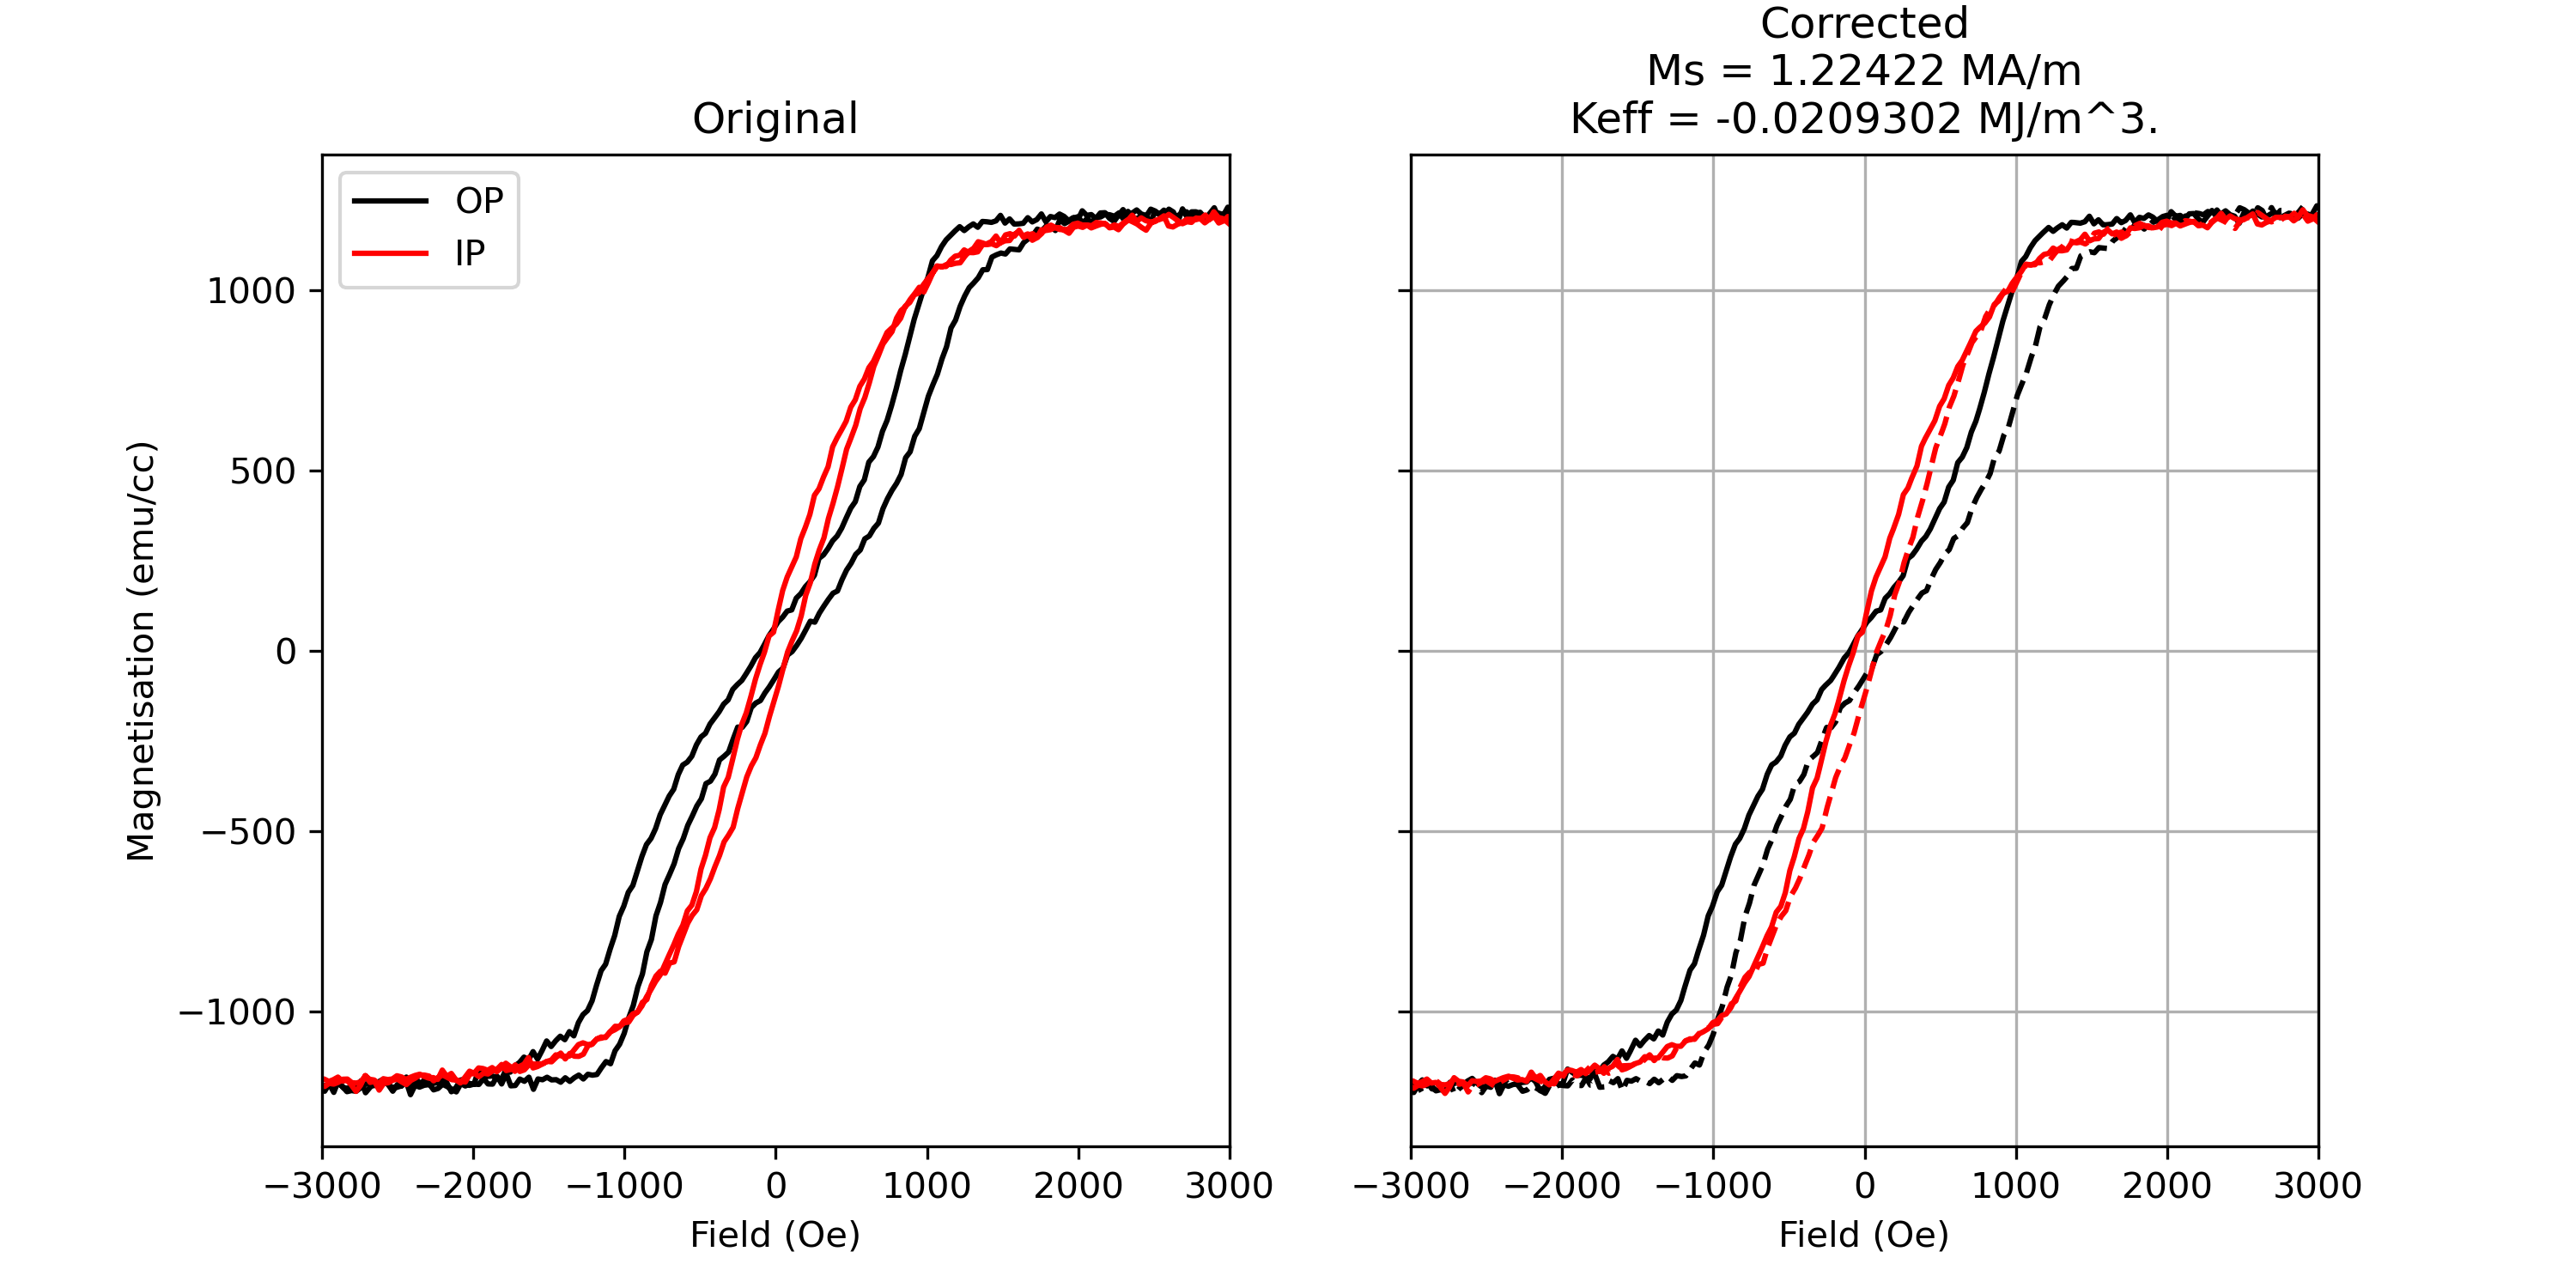 Original
OP
IP
1000
500
0
−500
−1000
Magnetisation (emu/cc)
−3000 −2000 −1000 0 1000 2000 3000
Field (Oe)
Corrected
Ms = 1.22422 MA/m
Keff = -0.0209302 MJ/m^3.
−3000 −2000 −1000 0 1000 2000 3000
Field (Oe)